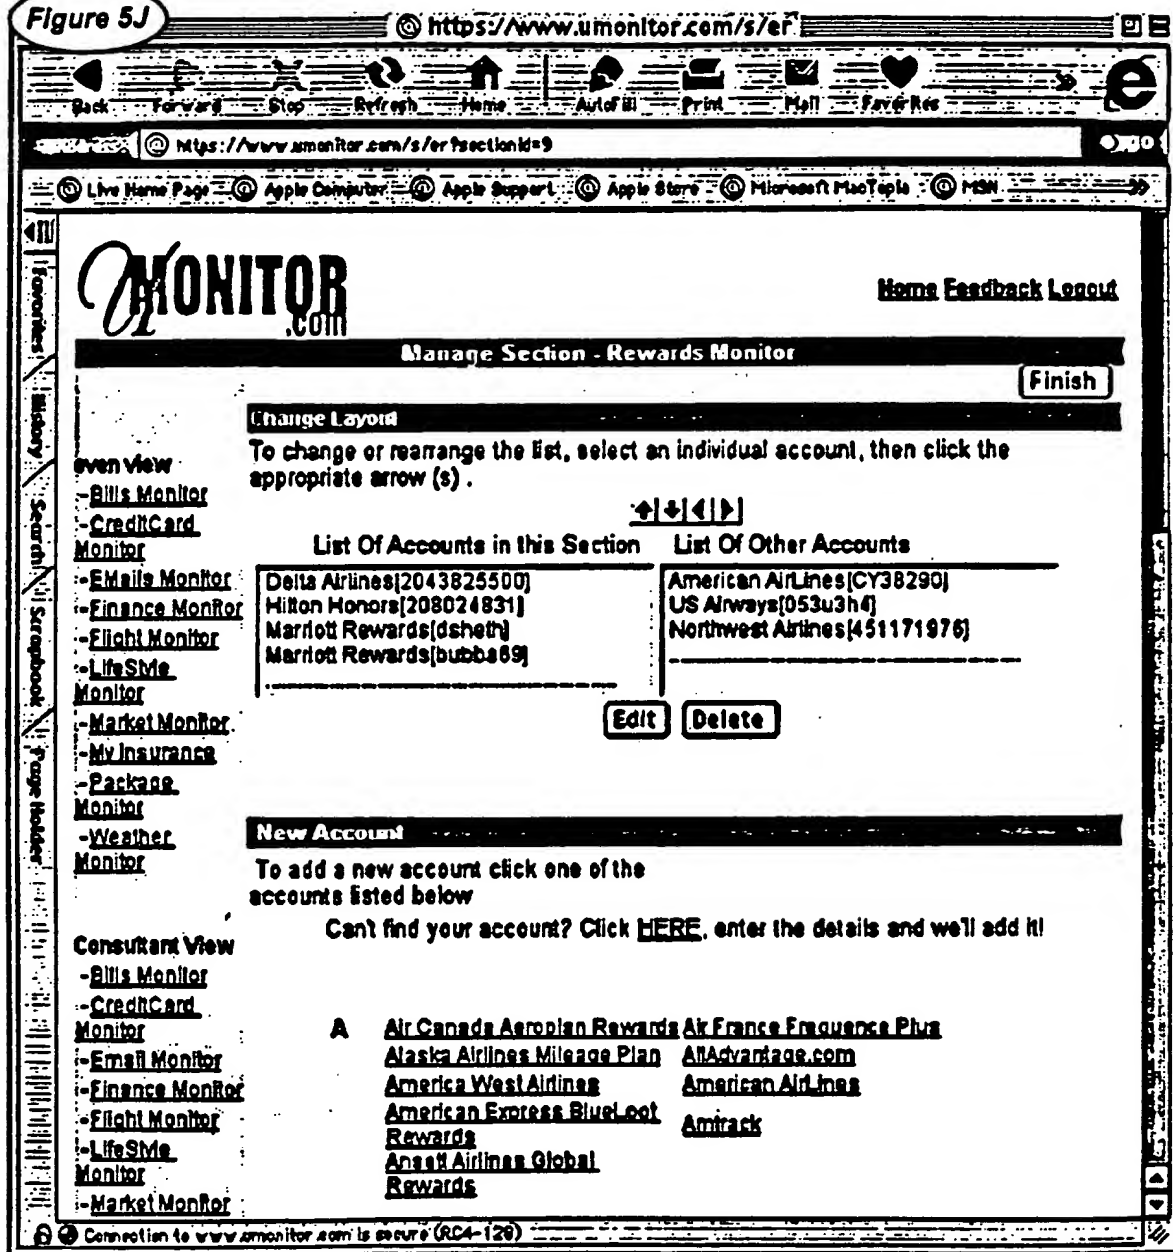 Figure 5J
https://www.umonitor.com/s/er
Back Forward Stop Refresh Home AutoFill Print Mail Favorites
https://www.umonitor.com/s/er?sectionid=9
Live Home Page Apple Computer Apple Support Apple Store Microsoft MacTopia MSN
Favorites
History
Search
Scrapbook
Page Holder
UMONITOR
.com
Home Feedback Logout
Manage Section - Rewards Monitor
Finish
Change Layout
To change or rearrange the list, select an individual account, then click the
appropriate arrow (s) .
List Of Accounts in this Section List Of Other Accounts
Delta Airlines[2043825500]
Hilton Honors[208024831]
Marriott Rewards[dsheth]
Marriott Rewards[bubba69]
American AirLines[CY38290]
US Airways[053u3h4]
Northwest Airlines[451171976]
Edit Delete
even view
-Bills Monitor
-CreditCard
Monitor
-EMails Monitor
-Finance Monitor
-Flight Monitor
-LifeStyle
Monitor
-Market Monitor
-My Insurance
-Package
Monitor
-Weather
Monitor
Consultant View
-Bills Monitor
-CreditCard
Monitor
-Email Monitor
-Finance Monitor
-Flight Monitor
-LifeStyle
Monitor
-Market Monitor
New Account
To add a new account click one of the
accounts listed below
Can't find your account? Click HERE, enter the details and we'll add it!
A
Air Canada Aeroplan Rewards Air France Frequence Plus
Alaska Airlines Mileage Plan AllAdvantage.com
America West Airlines American AirLines
American Express BlueLoot
Rewards
Amtrack
Ansett Airlines Global
Rewards
Connection to www.umonitor.com is secure (RC4-128)